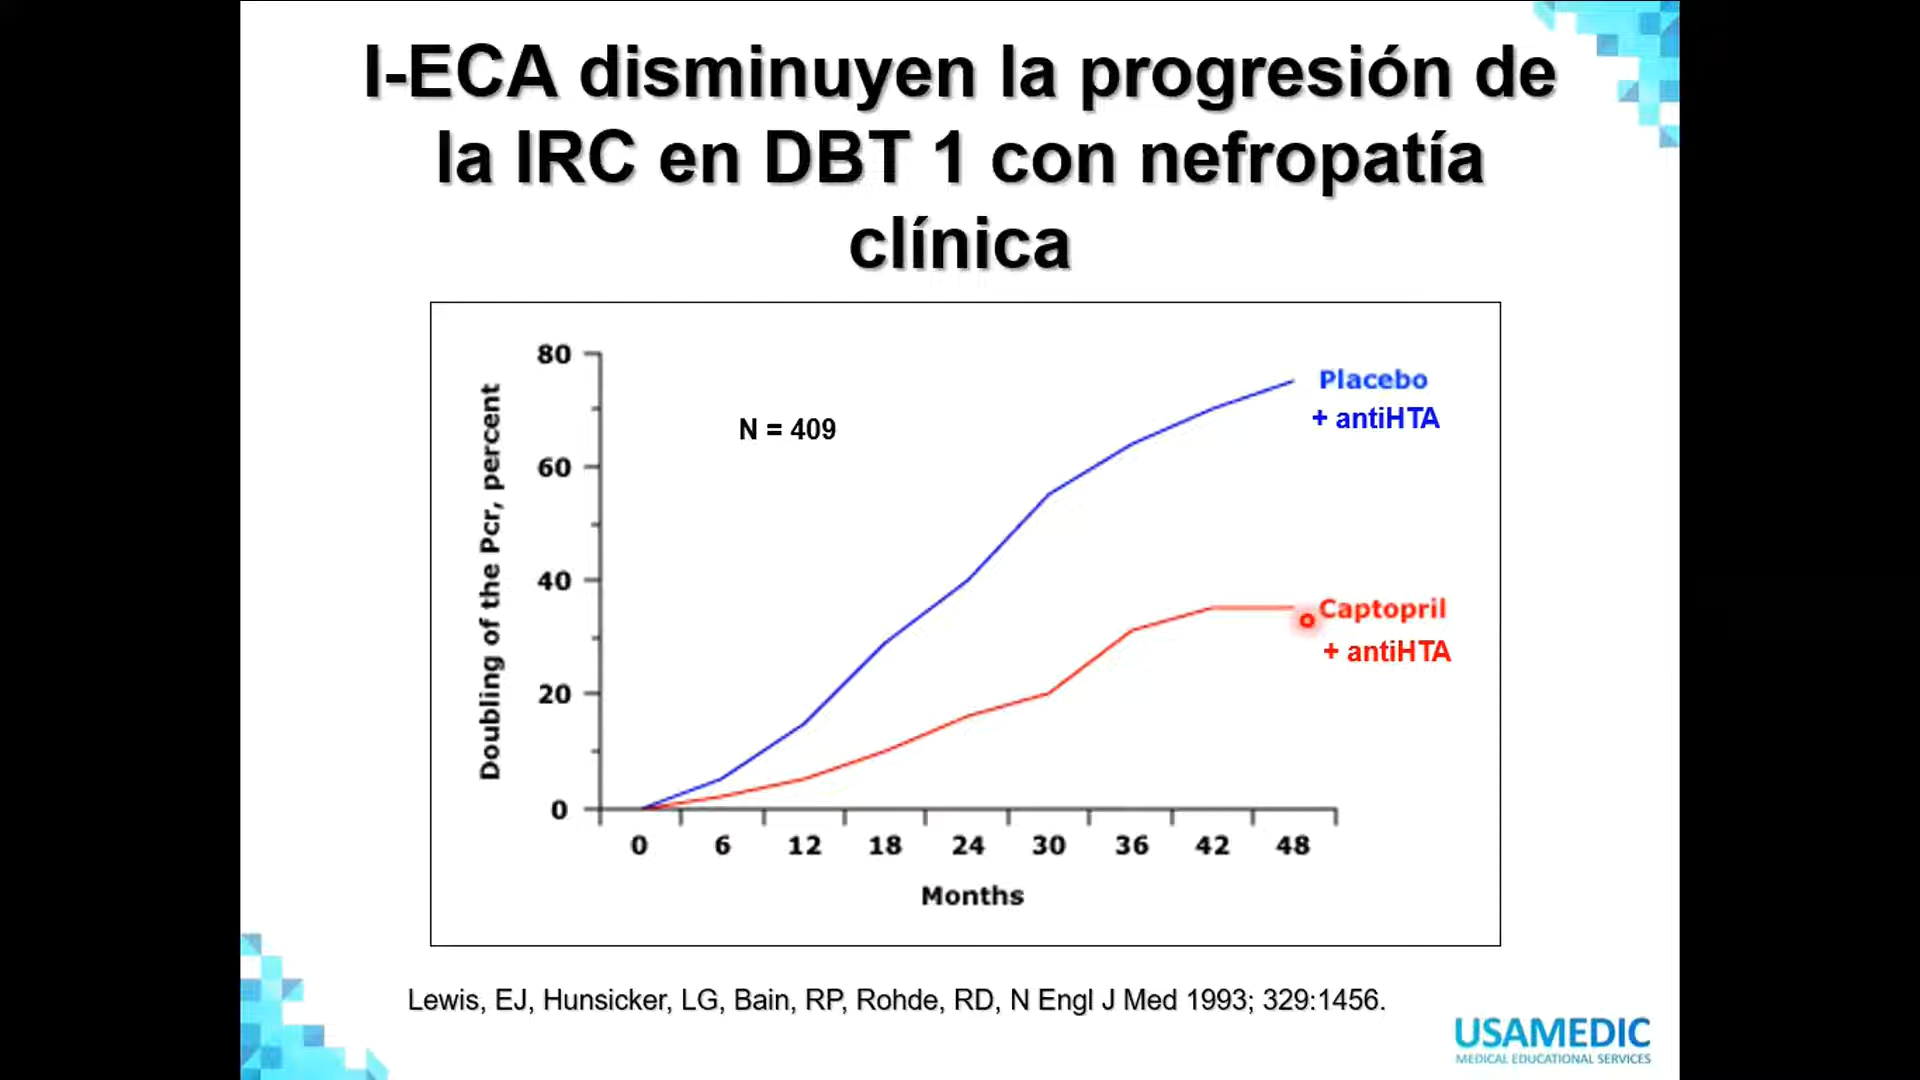 I-ECA disminuyen la progresión de
la IRC en DBT 1 con nefropatía
clínica
80
60
40
20
0
Doubling of the Pcr, percent
N = 409
Placebo
+ antiHTA
Captopril
+ antiHTA
0 6 12 18 24 30 36 42 48
Months
Lewis, EJ, Hunsicker, LG, Bain, RP, Rohde, RD, N Engl J Med 1993; 329:1456.
USAMEDIC
MEDICAL EDUCATIONAL SERVICES